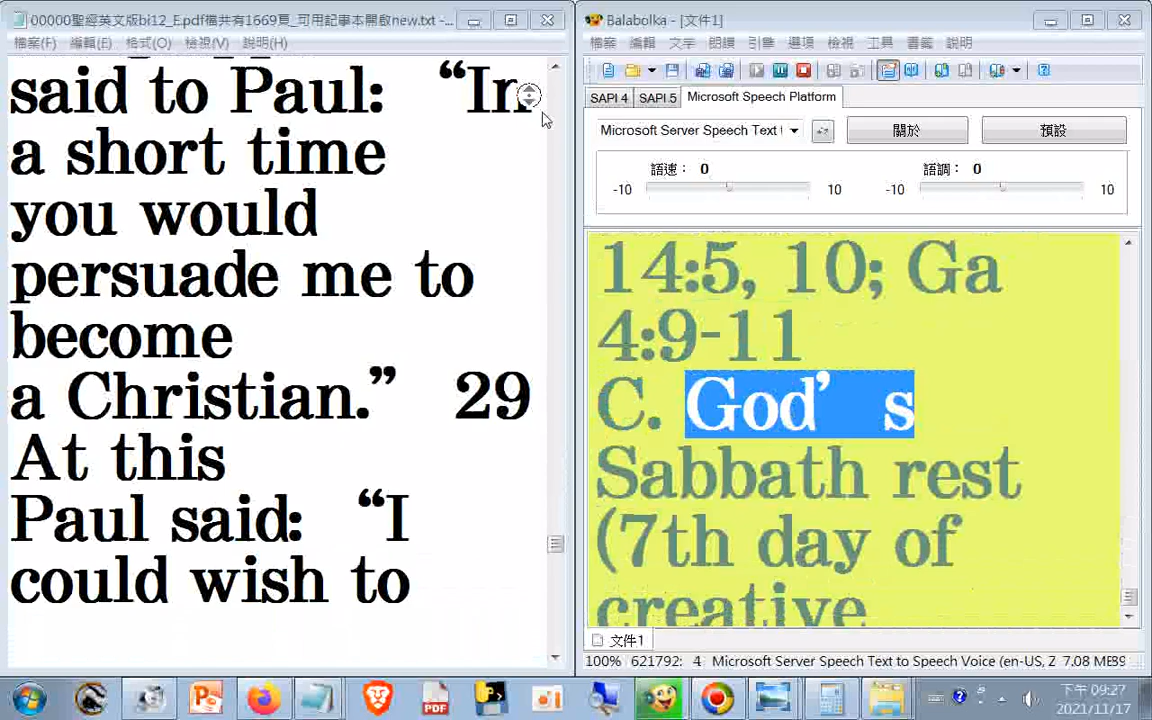 00000聖經英文版bi12_E.pdf檔共有1669頁_可用記事本開啟new.txt -...
檔案(F) 編輯(E) 格式(O) 檢視(V) 說明(H)
said to Paul: “In
a short time
you would
persuade me to
become
a Christian.” 29
At this
Paul said: “I
could wish to
Balabolka - [文件1]
檔案 編輯 文字 朗讀 引擎 選項 檢視 工具 書籤 說明
SAPI 4 SAPI 5 Microsoft Speech Platform
Microsoft Server Speech Text 關於 預設
語速： 0 語調： 0
-10 10 -10 10
14:5, 10; Ga
4:9-11
C. God’s
Sabbath rest
(7th day of
creative
文件1
100% 621792: 4 Microsoft Server Speech Text to Speech Voice (en-US, Z 7.08 MB
PDF
下午 09:27
2021/11/17